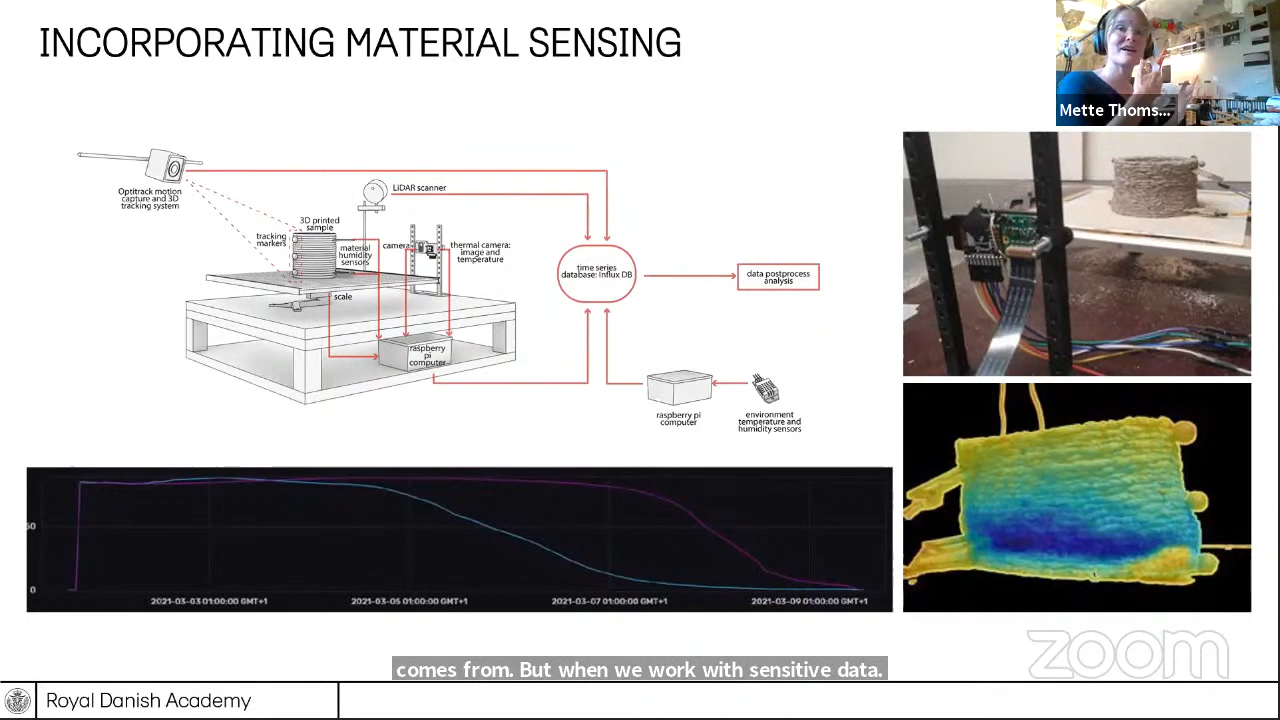 INCORPORATING MATERIAL SENSING
Mette Thoms...
Optitrack motion
capture and 3D
tracking system
LiDAR scanner
3D printed
sample
tracking
markers
material
humidity
sensors
camera
thermal camera:
image and
temperature
scale
raspberry
pi
computer
time series
database: Influx DB
data postprocess
analysis
raspberry pi
computer
environment
temperature and
humidity sensors
50
0
2021-03-03 01:00:00 GMT+1
2021-03-05 01:00:00 GMT+1
2021-03-07 01:00:00 GMT+1
2021-03-09 01:00:00 GMT+1
zoom
comes from. But when we work with sensitive data.
Royal Danish Academy